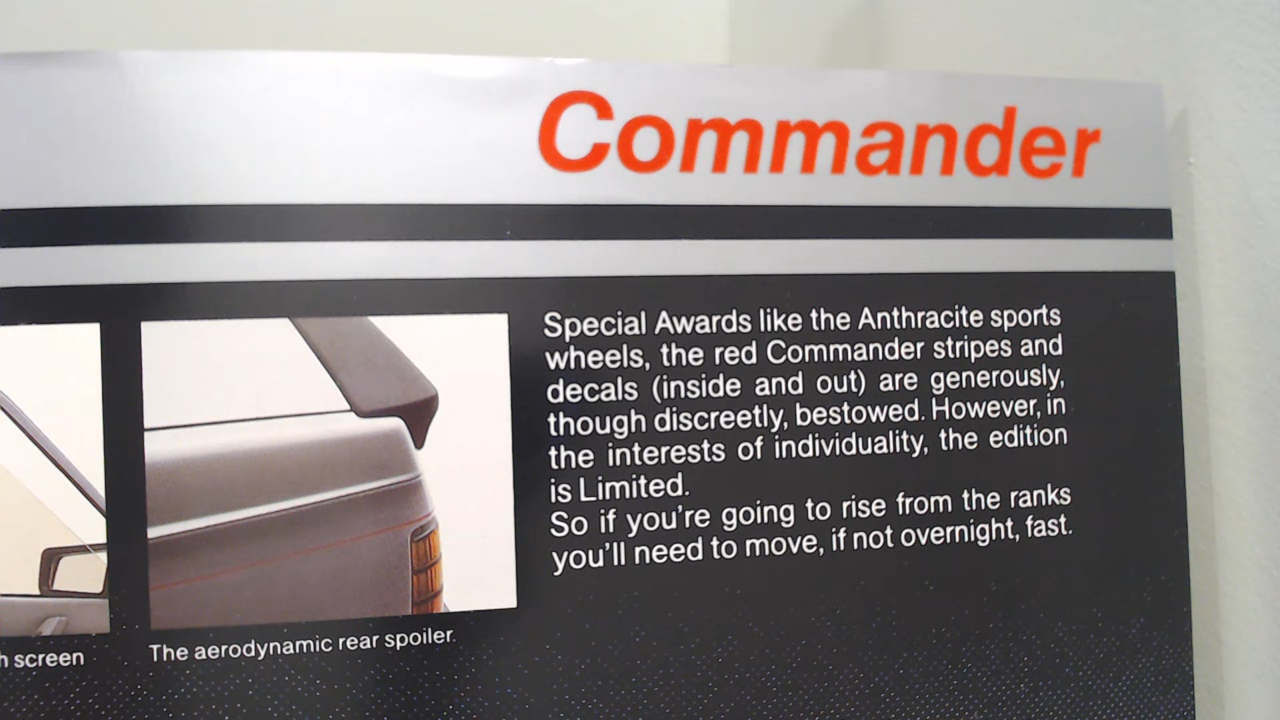 Commander
Special Awards like the Anthracite sports
wheels, the red Commander stripes and
decals (inside and out) are generously,
though discreetly, bestowed. However, in
the interests of individuality, the edition
is Limited.
So if you're going to rise from the ranks
you'll need to move, if not overnight, fast.
screen
The aerodynamic rear spoiler.